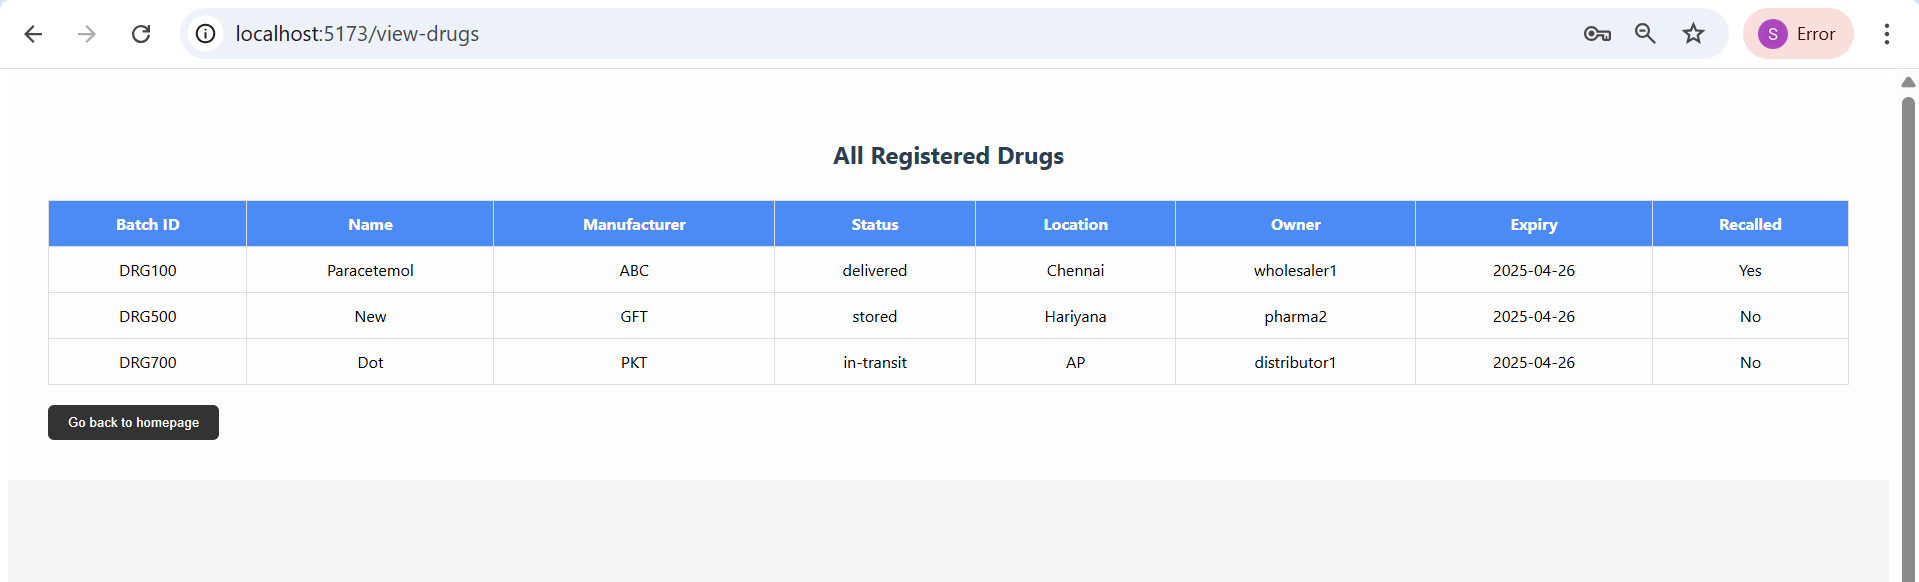 localhost:5173/view-drugs S Error
All Registered Drugs
Batch ID Name Manufacturer Status Location Owner Expiry Recalled
DRG100 Paracetemol ABC delivered Chennai wholesaler1 2025-04-26 Yes
DRG500 New GFT stored Hariyana pharma2 2025-04-26 No
DRG700 Dot PKT in-transit AP distributor1 2025-04-26 No
Go back to homepage